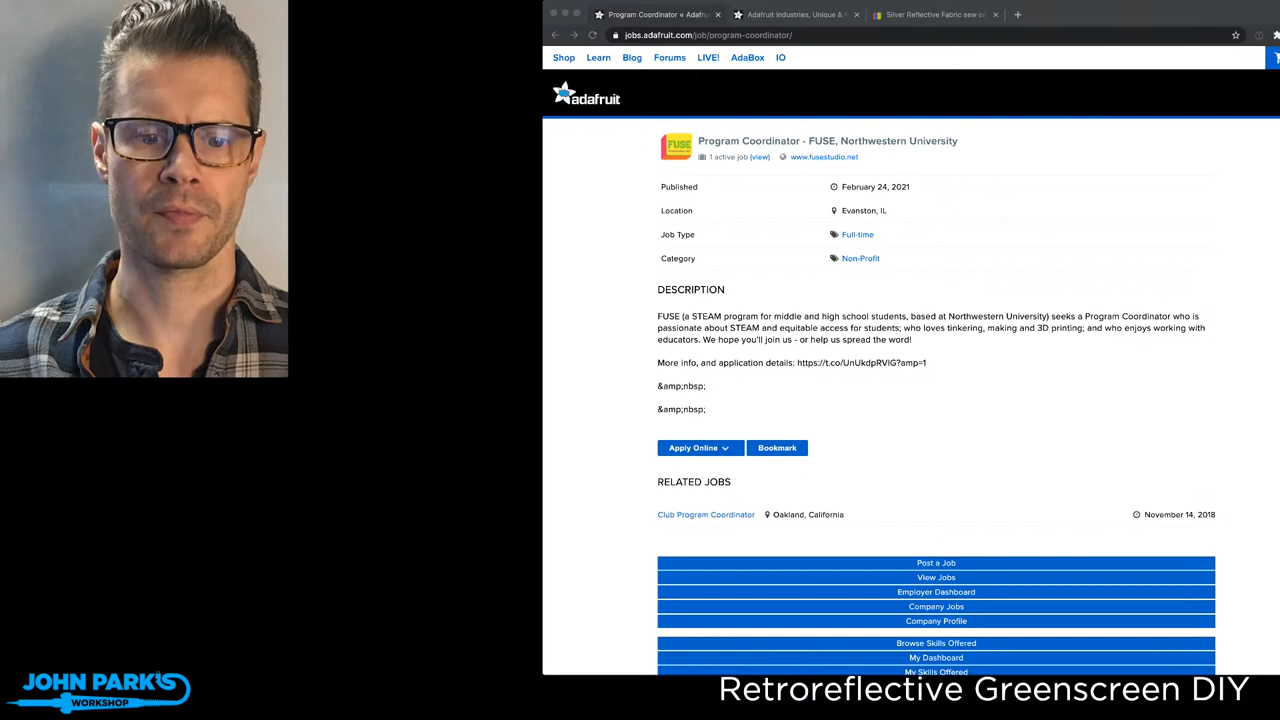 Program Coordinator « Adafru
Adafruit Industries, Unique &
Silver Reflective Fabric sew on
jobs.adafruit.com/job/program-coordinator/
Shop Learn Blog Forums LIVE! AdaBox IO
adafruit
FUSE
Program Coordinator - FUSE, Northwestern University
1 active job (view) www.fusestudio.net
Published February 24, 2021
Location Evanston, IL
Job Type Full-time
Category Non-Profit
DESCRIPTION
FUSE (a STEAM program for middle and high school students, based at Northwestern University) seeks a Program Coordinator who is
passionate about STEAM and equitable access for students; who loves tinkering, making and 3D printing; and who enjoys working with
educators. We hope you'll join us - or help us spread the word!
More info, and application details: https://t.co/UnUkdpRVlG?amp=1
&amp;nbsp;
&amp;nbsp;
Apply Online Bookmark
RELATED JOBS
Club Program Coordinator Oakland, California November 14, 2018
Post a Job
View Jobs
Employer Dashboard
Company Jobs
Company Profile
Browse Skills Offered
My Dashboard
My Skills Offered
JOHN PARK'S
WORKSHOP
Retroreflective Greenscreen DIY